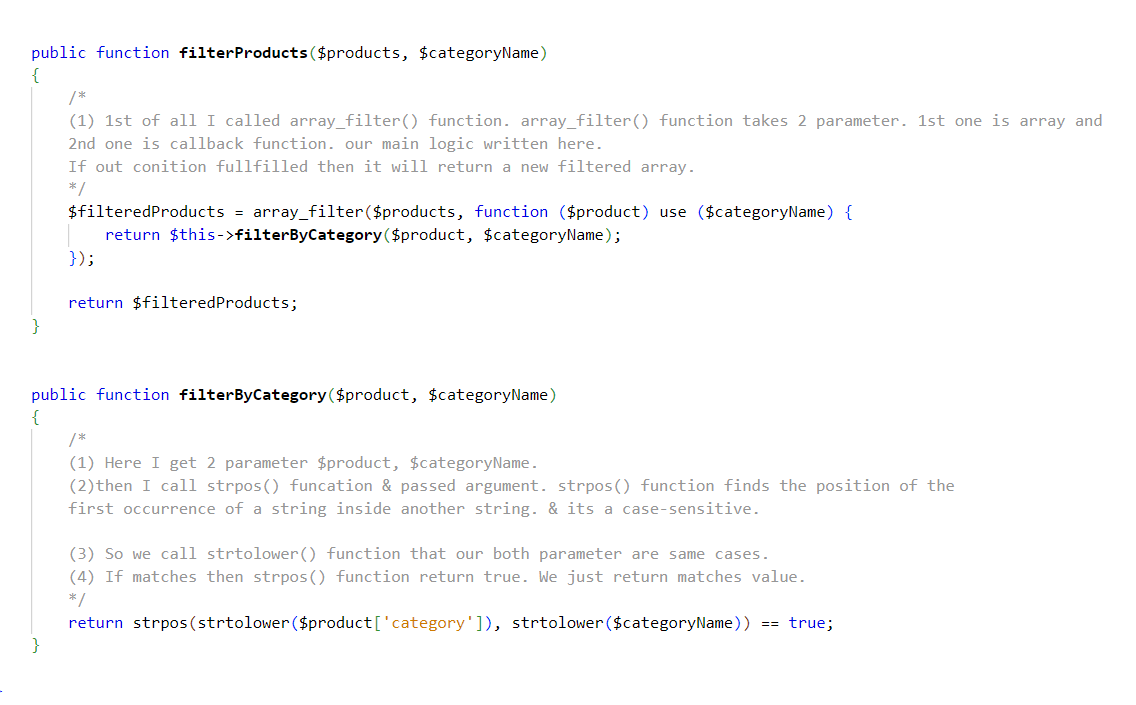 public function filterProducts($products, $categoryName)
{
    /*
    (1) 1st of all I called array_filter() function. array_filter() function takes 2 parameter. 1st one is array and
    2nd one is callback function. our main logic written here.
    If out conition fullfilled then it will return a new filtered array.
    */
    $filteredProducts = array_filter($products, function ($product) use ($categoryName) {
        return $this->filterByCategory($product, $categoryName);
    });

    return $filteredProducts;
}

public function filterByCategory($product, $categoryName)
{
    /*
    (1) Here I get 2 parameter $product, $categoryName.
    (2)then I call strpos() funcation & passed argument. strpos() function finds the position of the
    first occurrence of a string inside another string. & its a case-sensitive.

    (3) So we call strtolower() function that our both parameter are same cases.
    (4) If matches then strpos() function return true. We just return matches value.
    */
    return strpos(strtolower($product['category']), strtolower($categoryName)) == true;
}